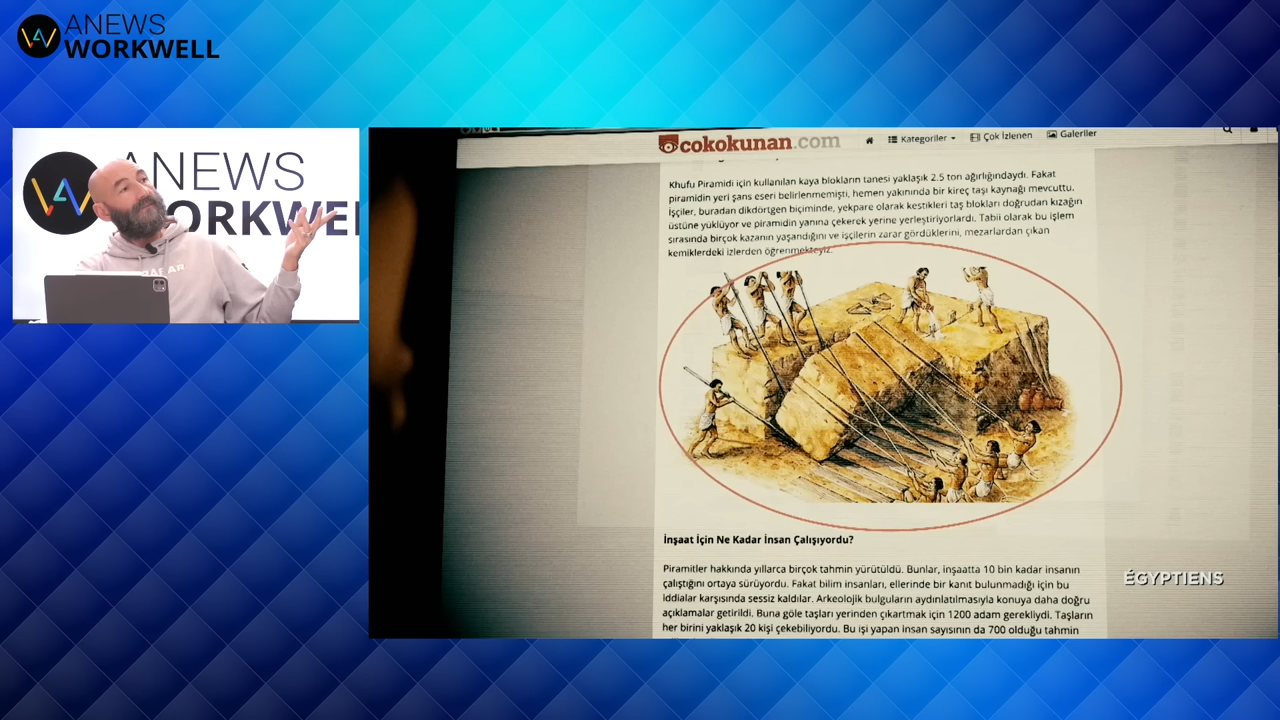 ANEWS
WORKWELL
ANEWS
WORKWE
cokokunan.com
Kategoriler
Çok İzlenen
Galeriler
Khufu Piramidi için kullanılan kaya blokların tanesi yaklaşık 2.5 ton ağırlığındaydı. Fakat
piramidin yeri şans eseri belirlenmemişti, hemen yakınında bir kireç taşı kaynağı mevcuttu.
İşçiler, buradan dikdörtgen biçiminde, yekpare olarak kestikleri taş blokları doğrudan kızağın
üstüne yüklüyor ve piramidin yanına çekerek yerine yerleştiriyorlardı. Tabii olarak bu işlem
sırasında birçok kazanın yaşandığını ve işçilerin zarar gördüklerini, mezarlardan çıkan
kemiklerdeki izlerden öğrenmekteyiz.
İnşaat İçin Ne Kadar İnsan Çalışıyordu?
Piramitler hakkında yıllarca birçok tahmin yürütüldü. Bunlar, inşaatta 10 bin kadar insanın
çalıştığını ortaya sürüyordu. Fakat bilim insanları, ellerinde bir kanıt bulunmadığı için bu
iddialar karşısında sessiz kaldılar. Arkeolojik bulguların aydınlatılmasıyla konuya daha doğru
açıklamalar getirildi. Buna göle taşları yerinden çıkartmak için 1200 adam gerekliydi. Taşların
her birini yaklaşık 20 kişi çekebiliyordu. Bu işi yapan insan sayısının da 700 olduğu tahmin
ÉGYPTIENS